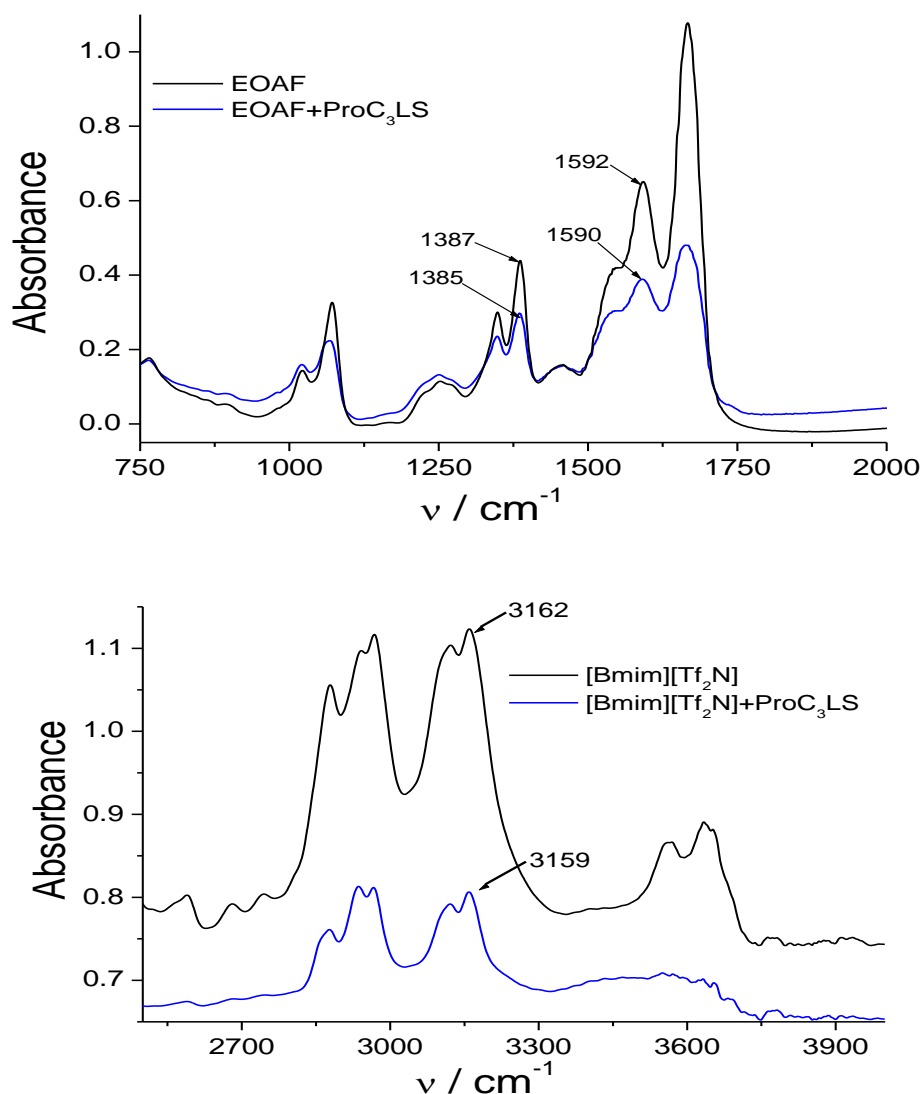 1.0
0.8
0.6
0.4
0.2
0.0
Absorbance
EOAF
EOAF+ProC₃LS
1592
1590
1387
1385
750 1000 1250 1500 1750 2000
ν / cm⁻¹
1.1
1.0
0.9
0.8
0.7
Absorbance
3162
[Bmim][Tf₂N]
[Bmim][Tf₂N]+ProC₃LS
3159
2700 3000 3300 3600 3900
ν / cm⁻¹